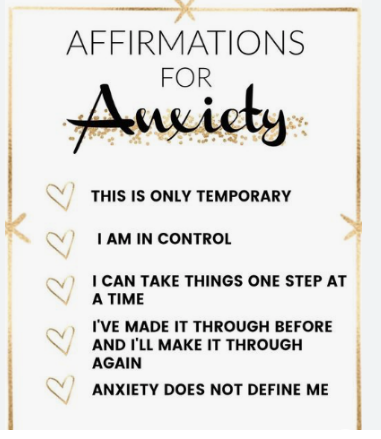 AFFIRMATIONS
FOR
Anxiety
THIS IS ONLY TEMPORARY
I AM IN CONTROL
I CAN TAKE THINGS ONE STEP AT
A TIME
I'VE MADE IT THROUGH BEFORE
AND I'LL MAKE IT THROUGH
AGAIN
ANXIETY DOES NOT DEFINE ME